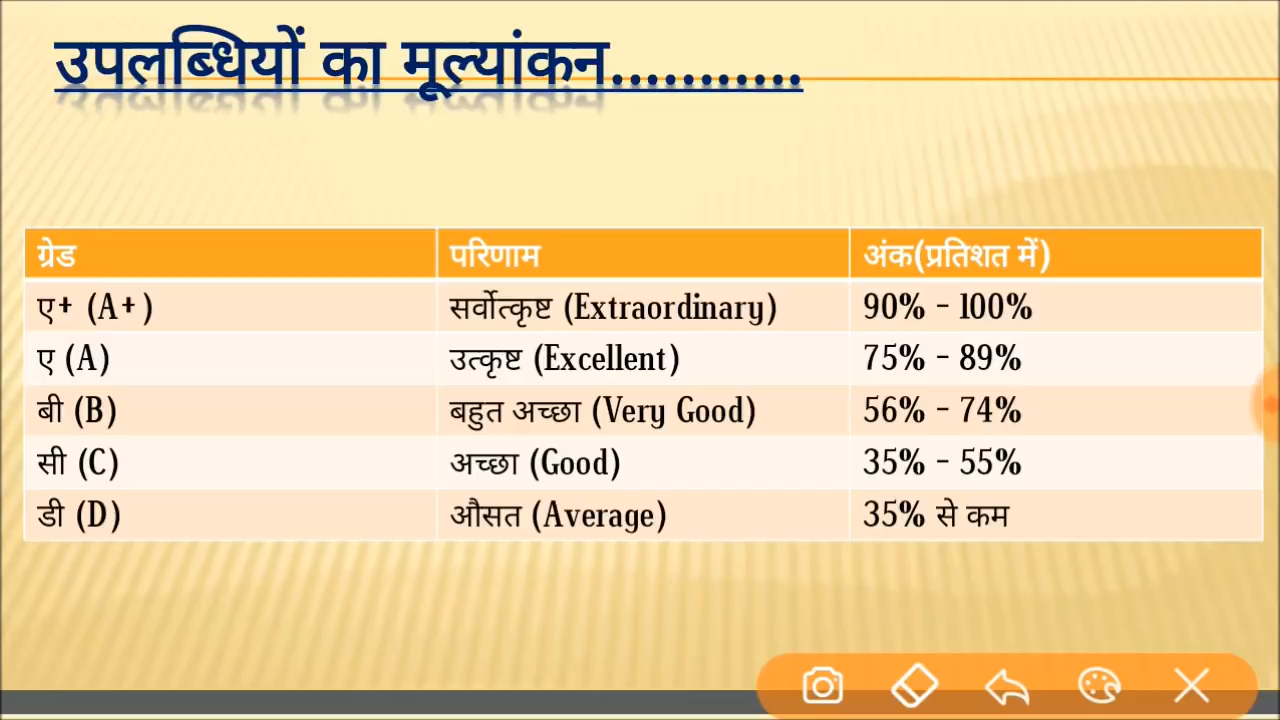 उपलब्धियों का मूल्यांकन...........
ग्रेड परिणाम अंक(प्रतिशत में)
ए+ (A+) सर्वोत्कृष्ट (Extraordinary) 90% - 100%
ए (A) उत्कृष्ट (Excellent) 75% - 89%
बी (B) बहुत अच्छा (Very Good) 56% - 74%
सी (C) अच्छा (Good) 35% - 55%
डी (D) औसत (Average) 35% से कम